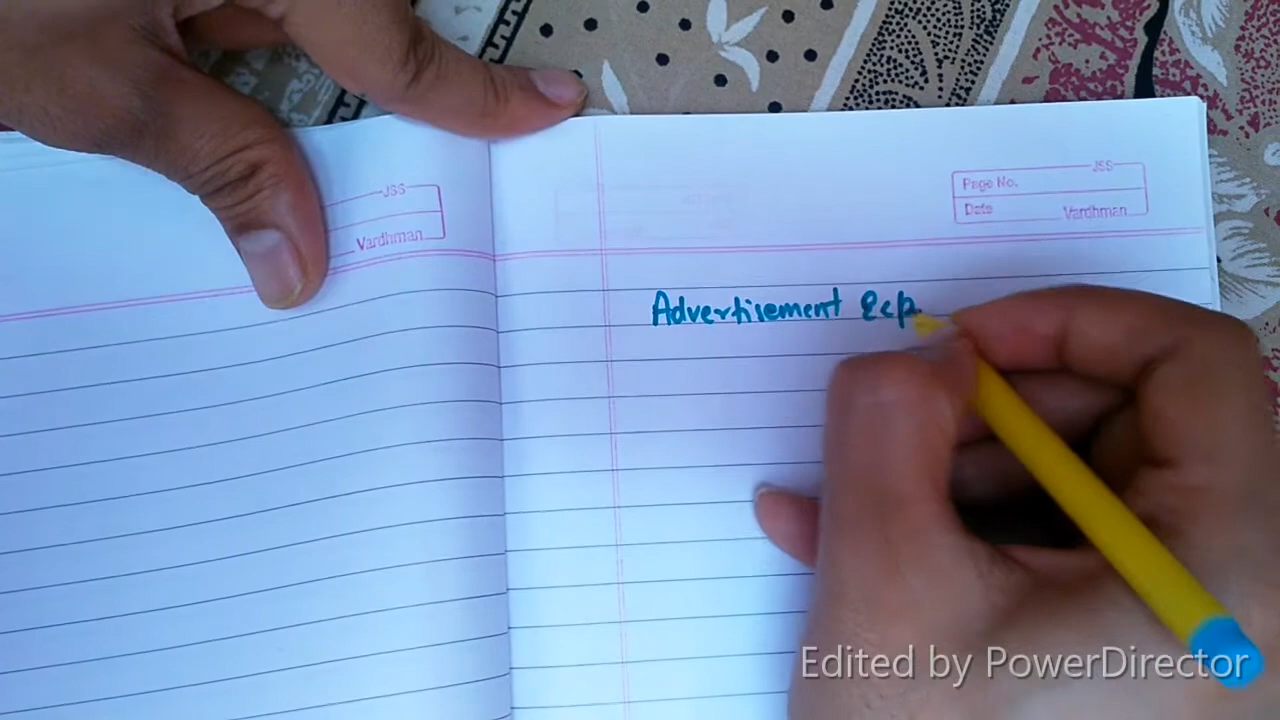 JSS
Vardhman
JSS
Page No.
Date Vardhman
Advertisement Exp
Edited by PowerDirector